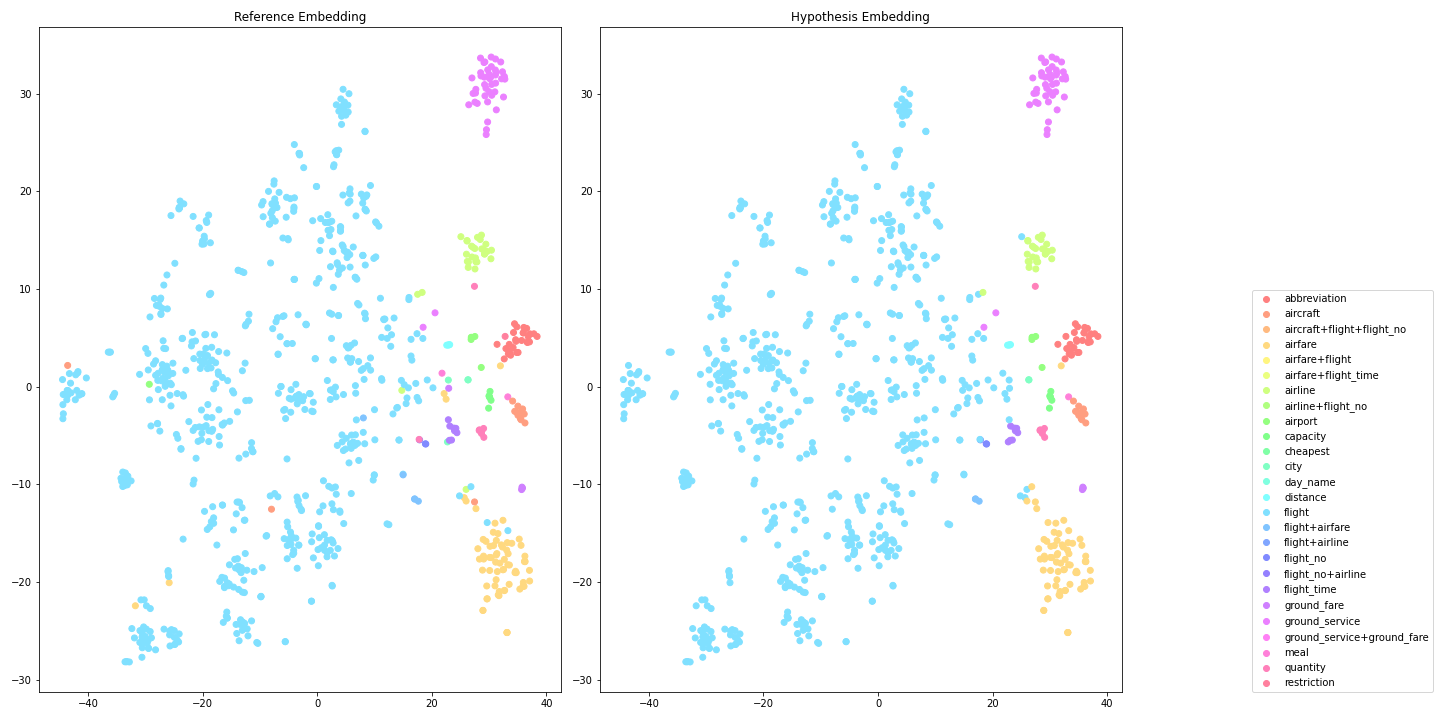 Reference Embedding
Hypothesis Embedding
30
20
10
0
−10
−20
−30
−40
−20
0
20
40
30
20
10
0
−10
−20
−30
−40
−20
0
20
40
abbreviation
aircraft
aircraft+flight+flight_no
airfare
airfare+flight
airfare+flight_time
airline
airline+flight_no
airport
capacity
cheapest
city
day_name
distance
flight
flight+airfare
flight+airline
flight_no
flight_no+airline
flight_time
ground_fare
ground_service
ground_service+ground_fare
meal
quantity
restriction